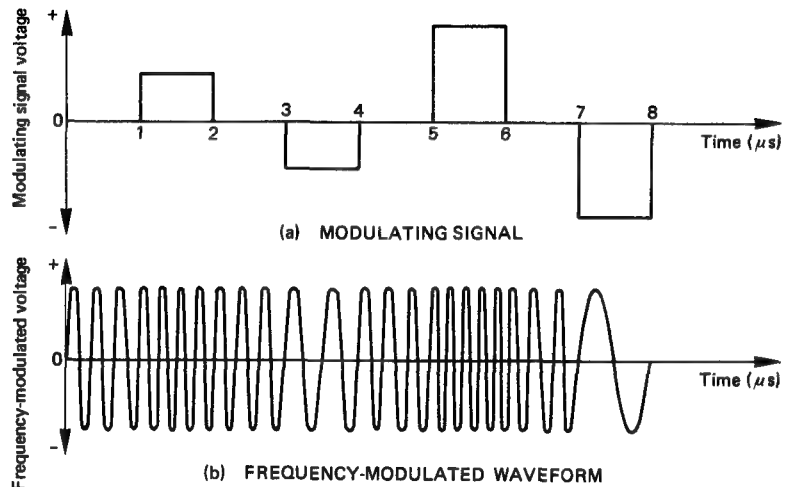 Modulating signal voltage
+
0
–
1 2 3 4 5 6 7 8
Time (μs)
(a) MODULATING SIGNAL
Frequency-modulated voltage
+
0
–
Time (μs)
(b) FREQUENCY-MODULATED WAVEFORM